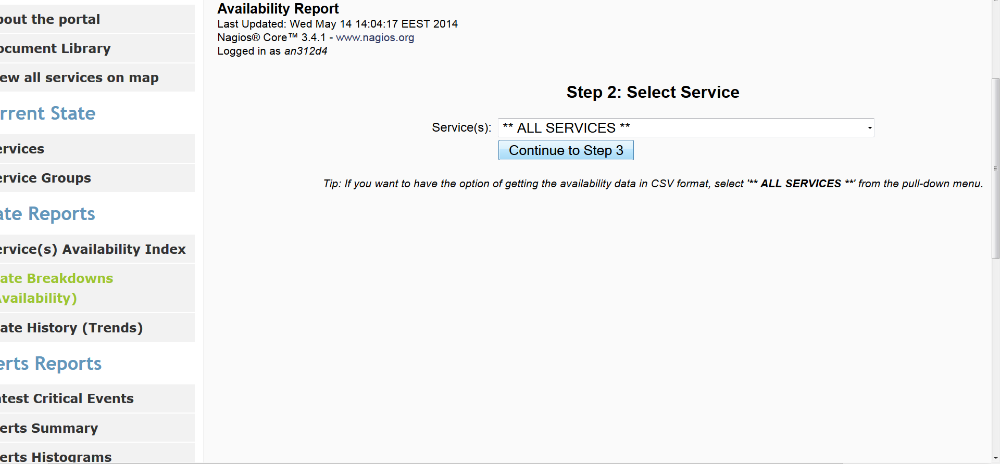 bout the portal
ocument Library
ew all services on map
rrent State
ervices
ervice Groups
ate Reports
ervice(s) Availability Index
ate Breakdowns
Availability)
ate History (Trends)
erts Reports
test Critical Events
erts Summary
erts Histograms
Availability Report
Last Updated: Wed May 14 14:04:17 EEST 2014
Nagios® Core™ 3.4.1 - www.nagios.org
Logged in as an312d4
Step 2: Select Service
Service(s): ** ALL SERVICES **
Continue to Step 3
Tip: If you want to have the option of getting the availability data in CSV format, select '** ALL SERVICES **' from the pull-down menu.